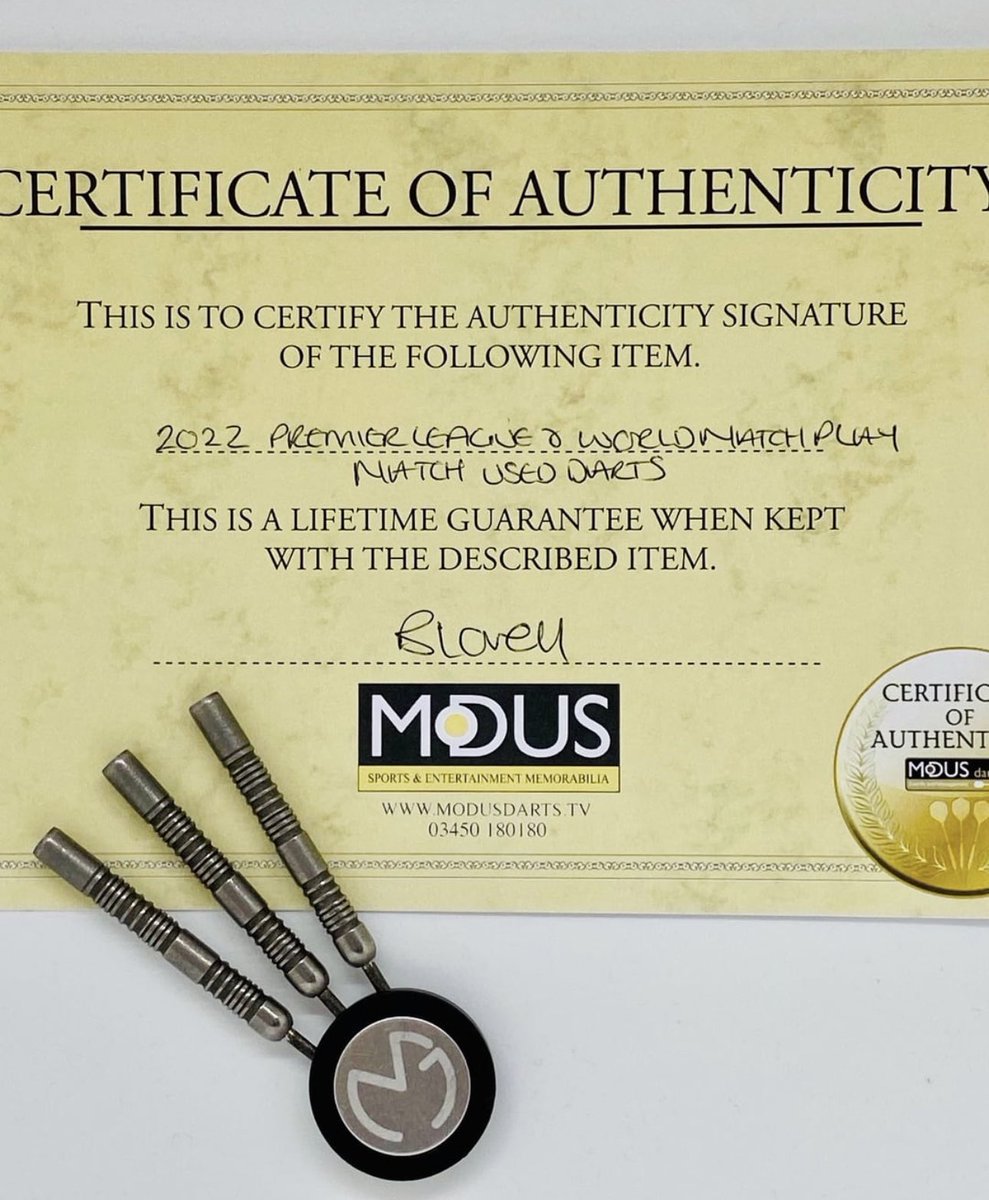 CERTIFICATE OF AUTHENTICITY
THIS IS TO CERTIFY THE AUTHENTICITY SIGNATURE
OF THE FOLLOWING ITEM.
2022 PREMIER LEAGUE & WORLD MATCH PLAY
MATCH USED DARTS
THIS IS A LIFETIME GUARANTEE WHEN KEPT
WITH THE DESCRIBED ITEM.
BLovell
MODUS
SPORTS & ENTERTAINMENT MEMORABILIA
WWW.MODUSDARTS.TV
03450 180180
CERTIFIC
OF
AUTHENT
MODUS da